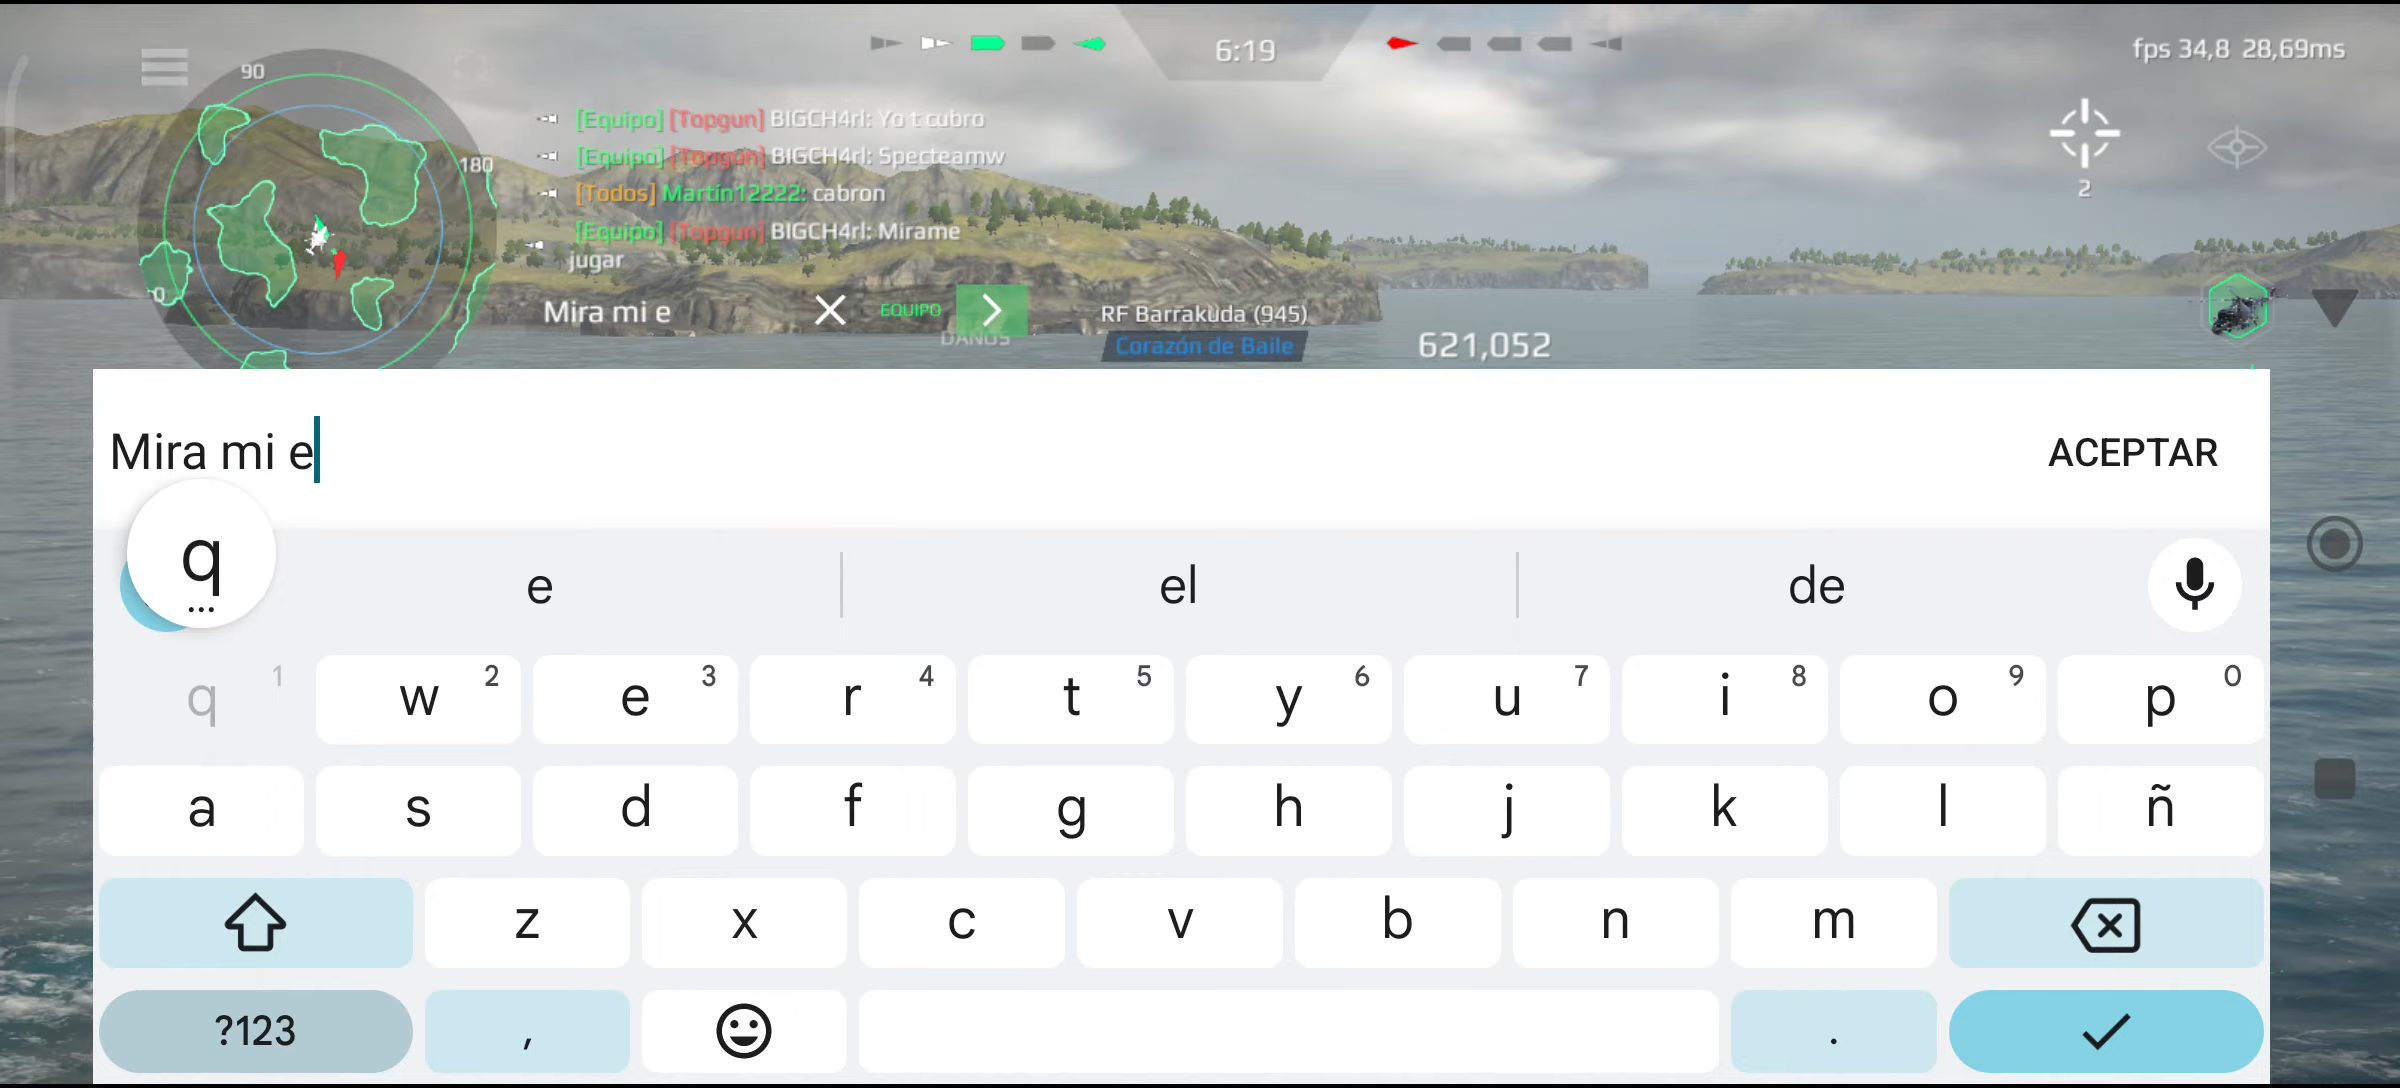 6:19
fps 34,8 28,69ms
90
180
0
[Equipo] [Topgun] BIGCH4rl: Yo t cubro
[Equipo] [Topgun] BIGCH4rl: Specteamw
[Todos] Martin12222: cabron
[Equipo] [Topgun] BIGCH4rl: Mirame
jugar
2
Mira mi e
EQUIPO
DAÑOS
RF Barrakuda (945)
Corazón de Baile
621,052
Mira mi e
ACEPTAR
q
...
e el de
q 1 w 2 e 3 r 4 t 5 y 6 u 7 i 8 o 9 p 0
a s d f g h j k l ñ
z x c v b n m
?123 , .